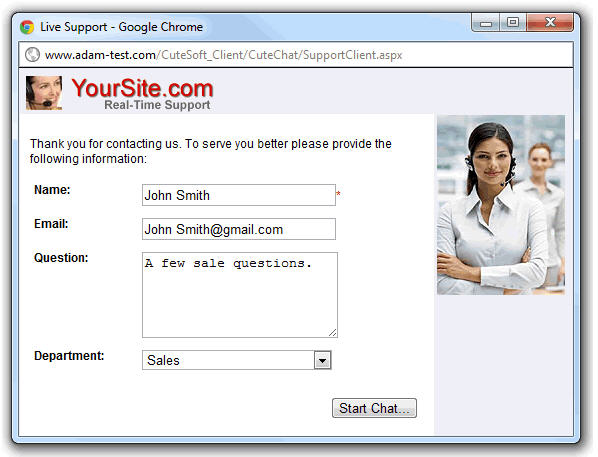 Live Support - Google Chrome
www.adam-test.com/CuteSoft_Client/CuteChat/SupportClient.aspx
YourSite.com
Real-Time Support
Thank you for contacting us. To serve you better please provide the
following information:
Name:
John Smith
*
Email:
John Smith@gmail.com
Question:
A few sale questions.
Department:
Sales
Start Chat...